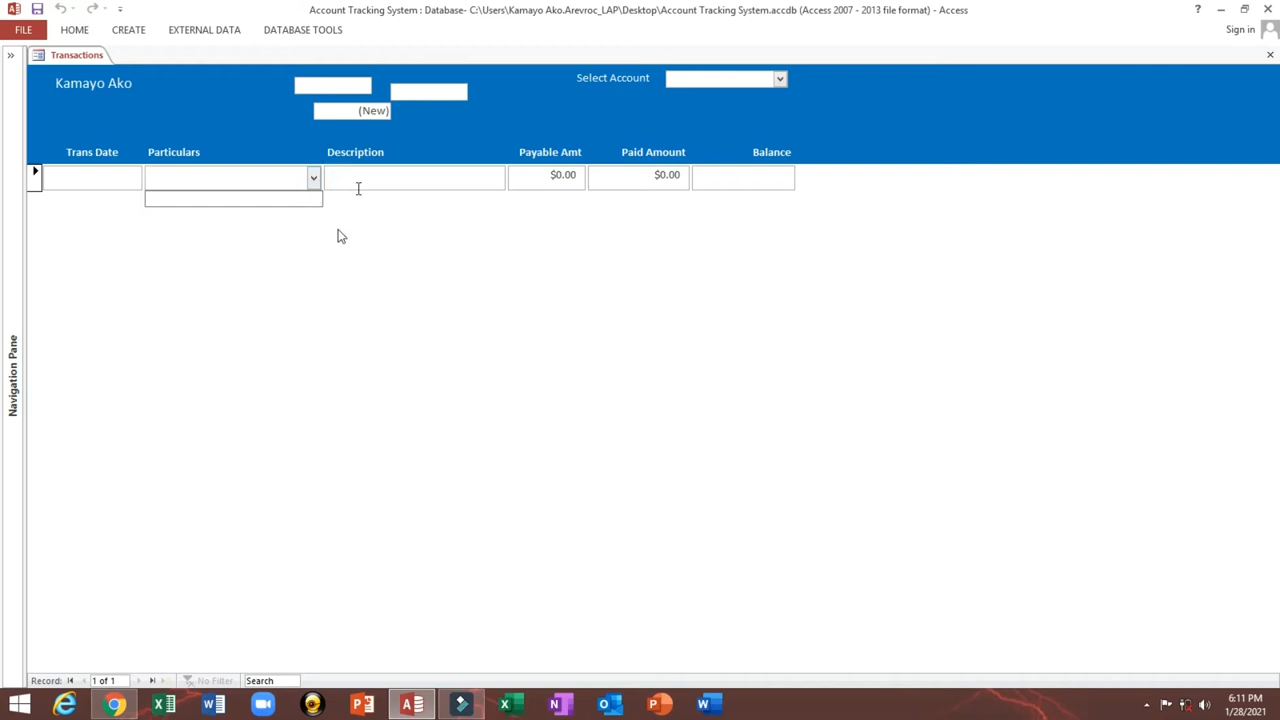 Account Tracking System : Database- C:\Users\Kamayo Ako.Arevroc_LAP\Desktop\Account Tracking System.accdb (Access 2007 - 2013 file format) - Access
FILE HOME CREATE EXTERNAL DATA DATABASE TOOLS Sign in
Transactions
Kamayo Ako
Select Account
(New)
Trans Date Particulars Description Payable Amt Paid Amount Balance
$0.00 $0.00
Navigation Pane
Record: 1 of 1 No Filter Search
6:11 PM
1/28/2021